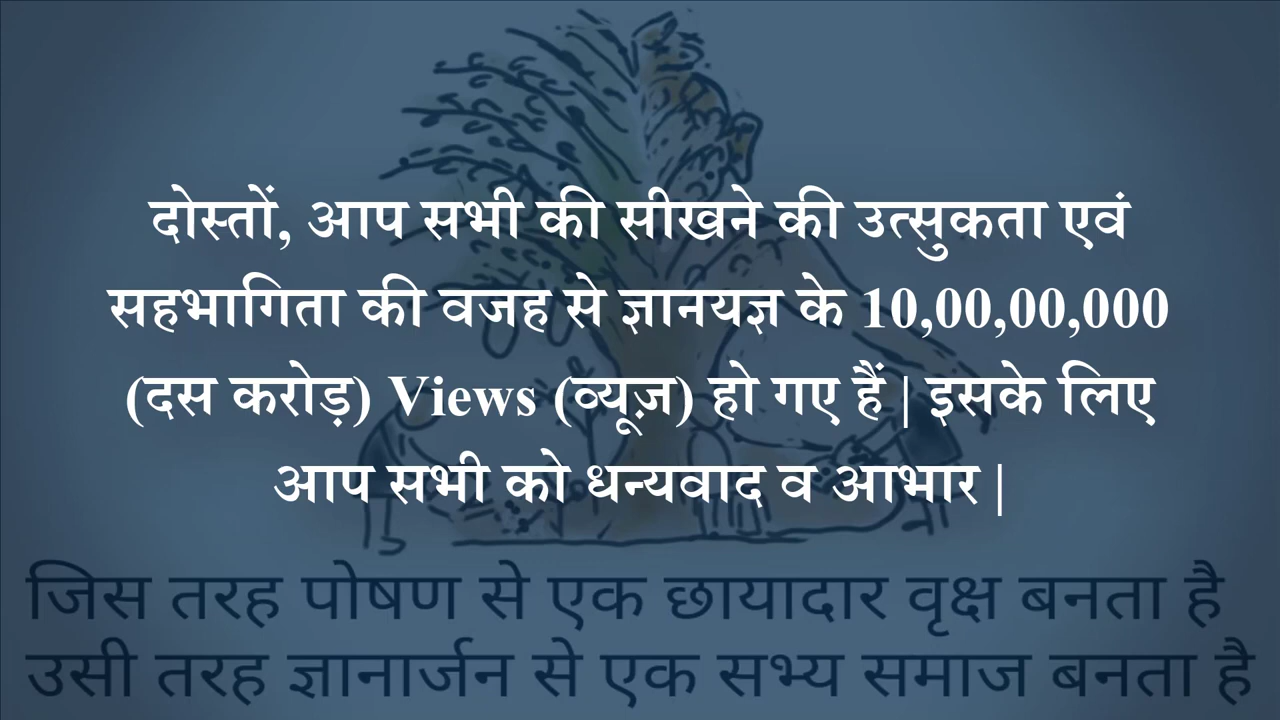 दोस्तों, आप सभी की सीखने की उत्सुकता एवं
सहभागिता की वजह से ज्ञानयज्ञ के 10,00,00,000
(दस करोड़) Views (व्यूज़) हो गए हैं | इसके लिए
आप सभी को धन्यवाद व आभार |
जिस तरह पोषण से एक छायादार वृक्ष बनता है
उसी तरह ज्ञानार्जन से एक सभ्य समाज बनता है